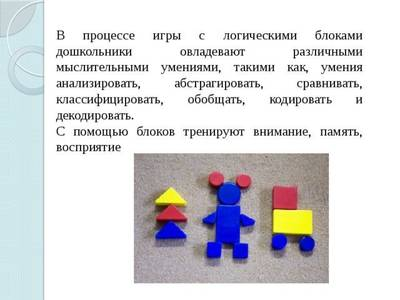 В процессе игры с логическими блоками
дошкольники овладевают различными
мыслительными умениями, такими как, умения
анализировать, абстрагировать, сравнивать,
классифицировать, обобщать, кодировать и
декодировать.
С помощью блоков тренируют внимание, память,
восприятие